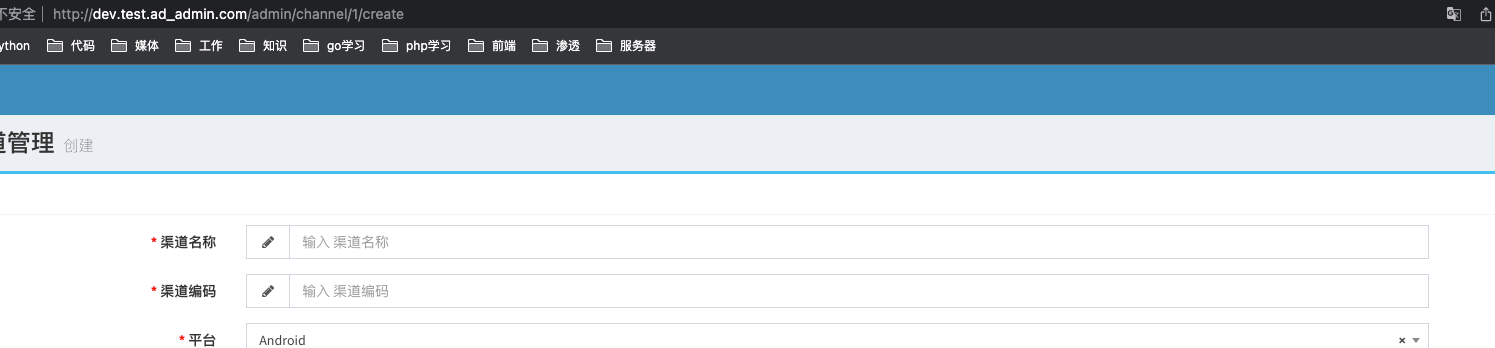 不安全 http://dev.test.ad_admin.com/admin/channel/1/create
ython 代码 媒体 工作 知识 go学习 php学习 前端 渗透 服务器
道管理 创建
* 渠道名称 输入 渠道名称
* 渠道编码 输入 渠道编码
* 平台 Android ×